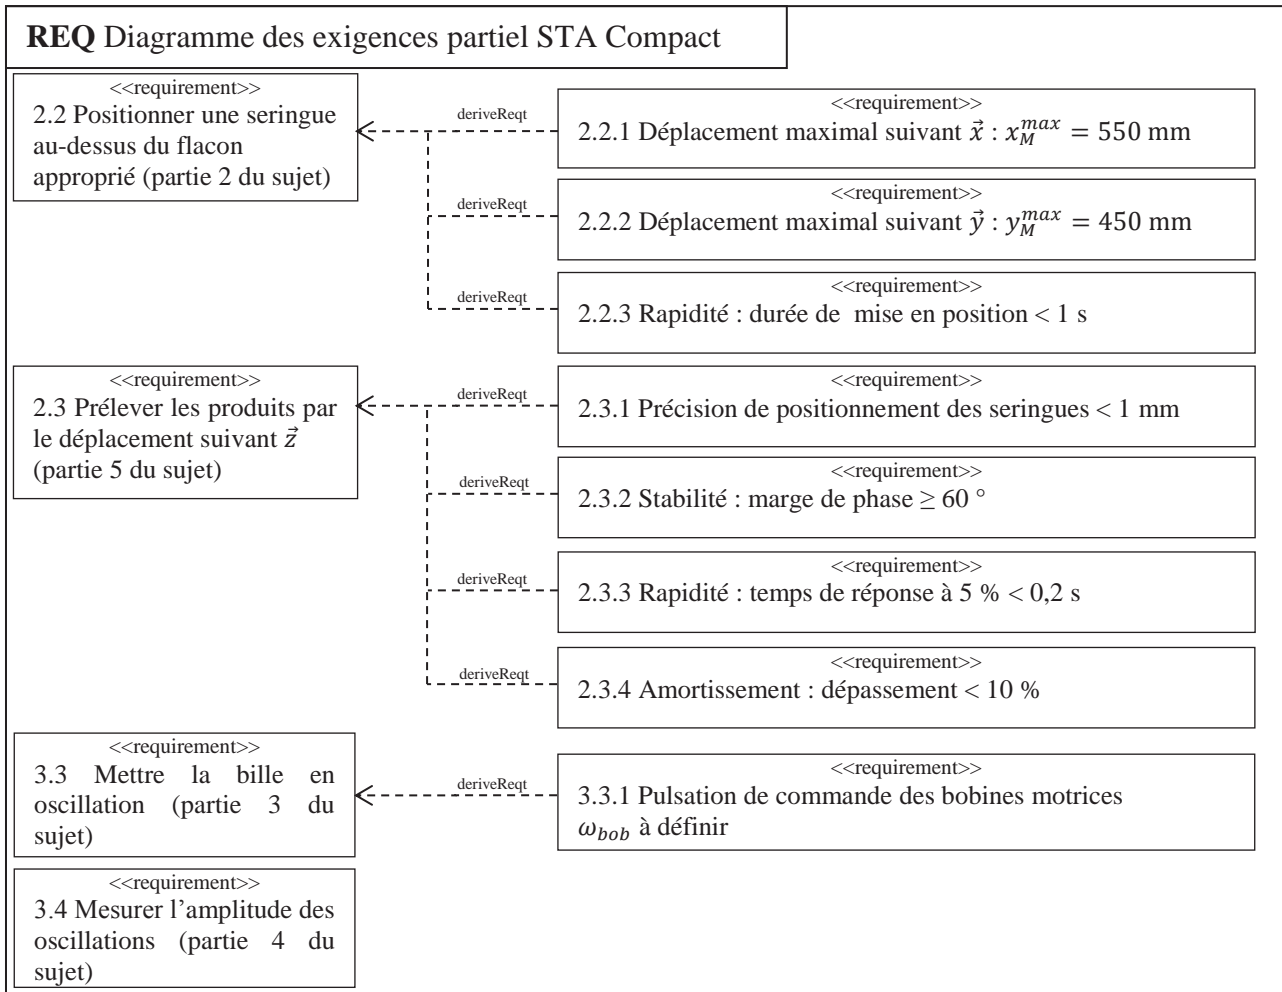 REQ Diagramme des exigences partiel STA Compact
<<requirement>>
2.2 Positionner une seringue
au-dessus du flacon
approprié (partie 2 du sujet)
deriveReqt
<<requirement>>
2.2.1 Déplacement maximal suivant \vec{x} : x_M^{max} = 550 mm
deriveReqt
<<requirement>>
2.2.2 Déplacement maximal suivant \vec{y} : y_M^{max} = 450 mm
deriveReqt
<<requirement>>
2.2.3 Rapidité : durée de mise en position < 1 s
<<requirement>>
2.3 Prélever les produits par
le déplacement suivant \vec{z}
(partie 5 du sujet)
deriveReqt
<<requirement>>
2.3.1 Précision de positionnement des seringues < 1 mm
deriveReqt
<<requirement>>
2.3.2 Stabilité : marge de phase ≥ 60 °
deriveReqt
<<requirement>>
2.3.3 Rapidité : temps de réponse à 5 % < 0,2 s
deriveReqt
<<requirement>>
2.3.4 Amortissement : dépassement < 10 %
<<requirement>>
3.3 Mettre la bille en
oscillation (partie 3 du
sujet)
deriveReqt
<<requirement>>
3.3.1 Pulsation de commande des bobines motrices
ω_{bob} à définir
<<requirement>>
3.4 Mesurer l'amplitude des
oscillations (partie 4 du
sujet)